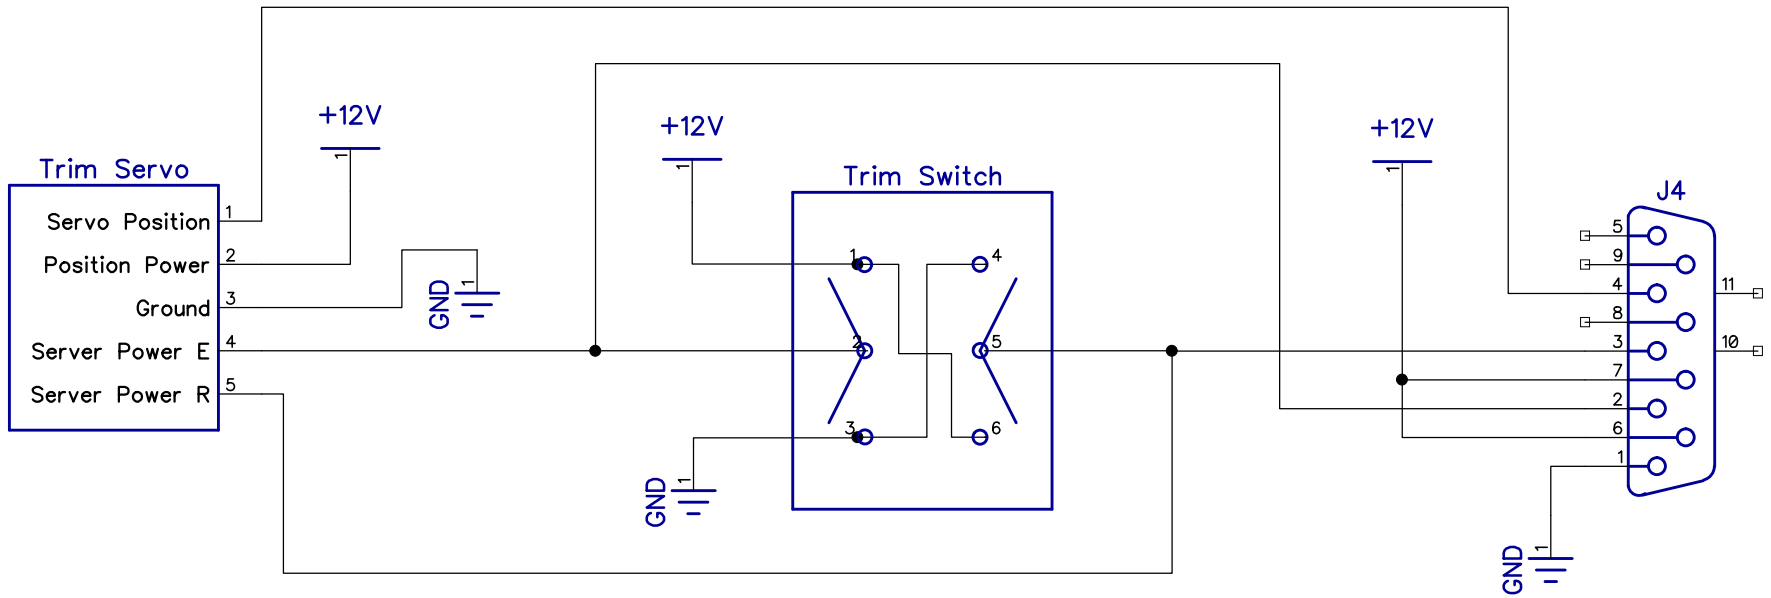 +12V
1
Trim Servo
Servo Position 1
Position Power 2
Ground 3
Server Power E 4
Server Power R 5
GND 1
+12V
1
Trim Switch
1 4
2 5
3 6
GND 1
+12V
1
J4
5
9
4 11
8
3 10
7
2
6
1
GND 1